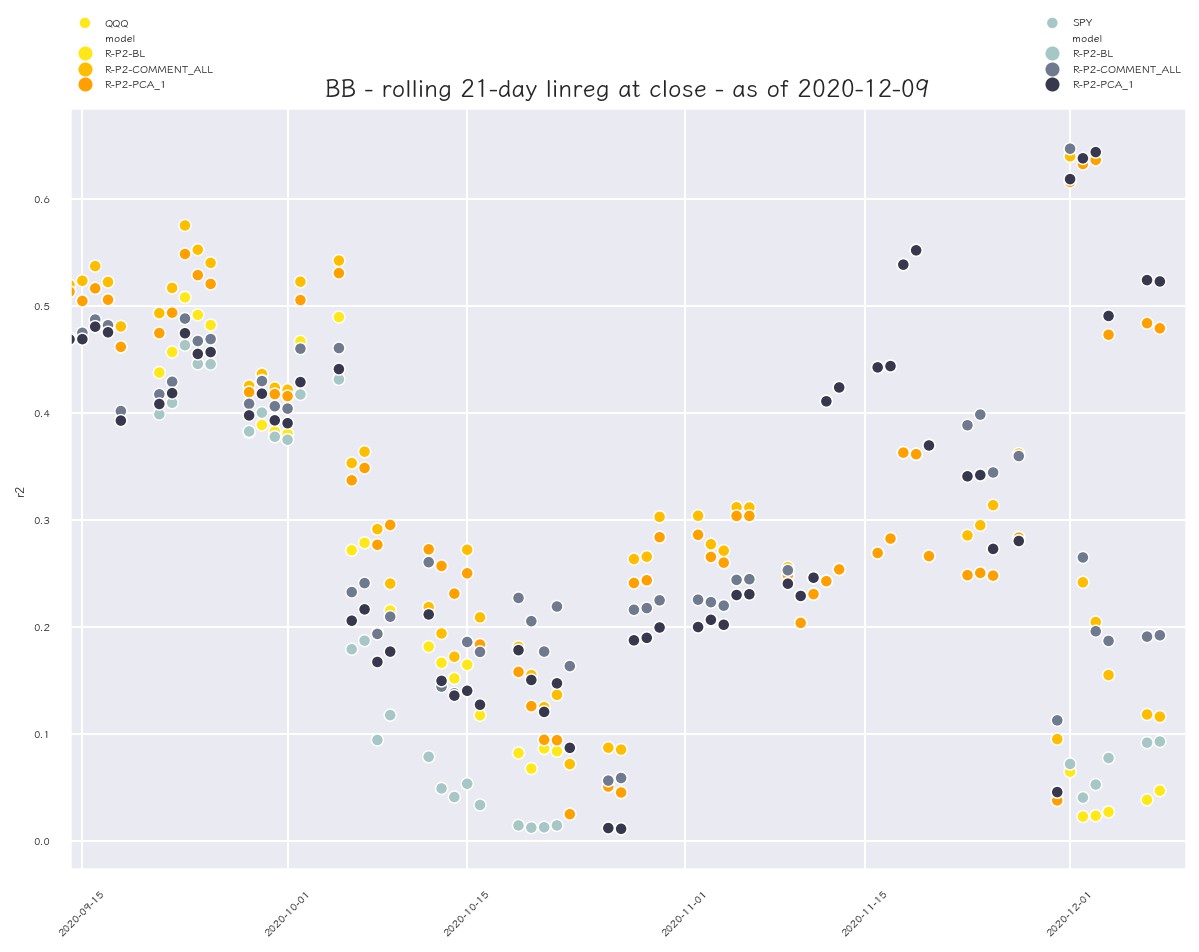 QQQ
model
R-P2-BL
R-P2-COMMENT_ALL
R-P2-PCA_1
SPY
model
R-P2-BL
R-P2-COMMENT_ALL
R-P2-PCA_1
BB - rolling 21-day linreg at close - as of 2020-12-09
0.6
0.5
0.4
0.3
0.2
0.1
0.0
r2
2020-09-15
2020-10-01
2020-10-15
2020-11-01
2020-11-15
2020-12-01